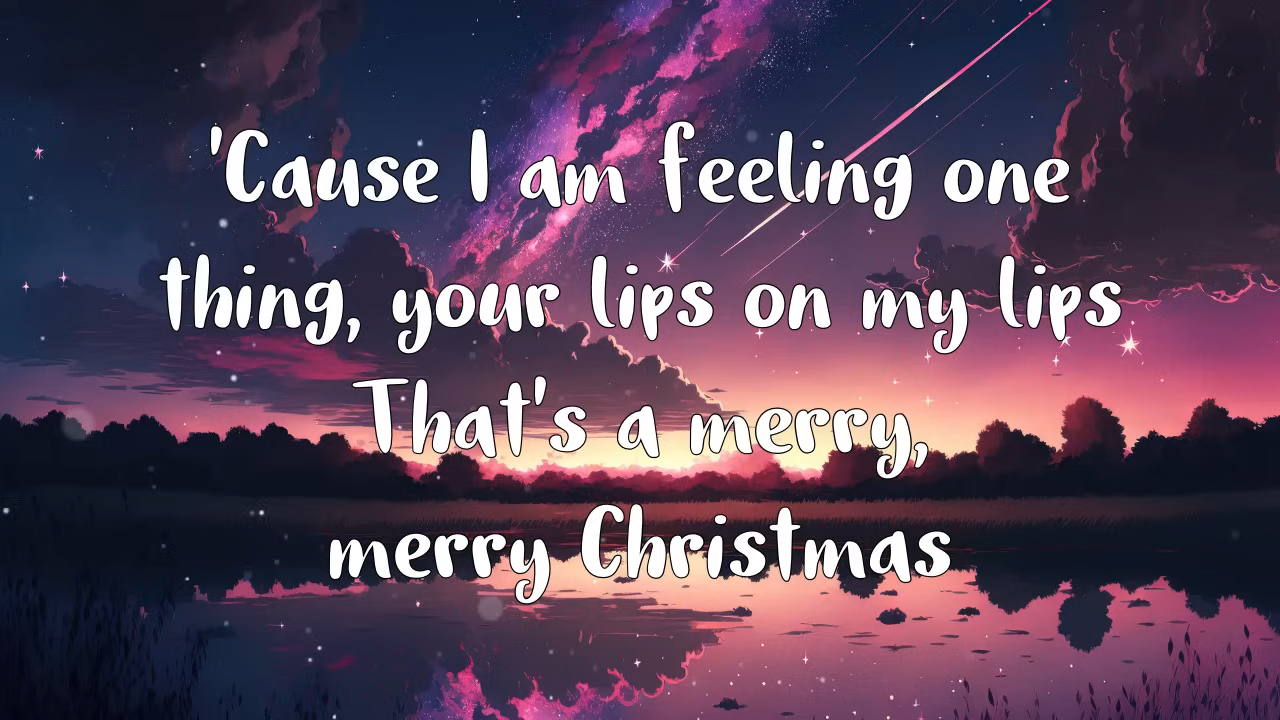 'Cause I am feeling one
thing, your lips on my lips
That's a merry,
merry Christmas